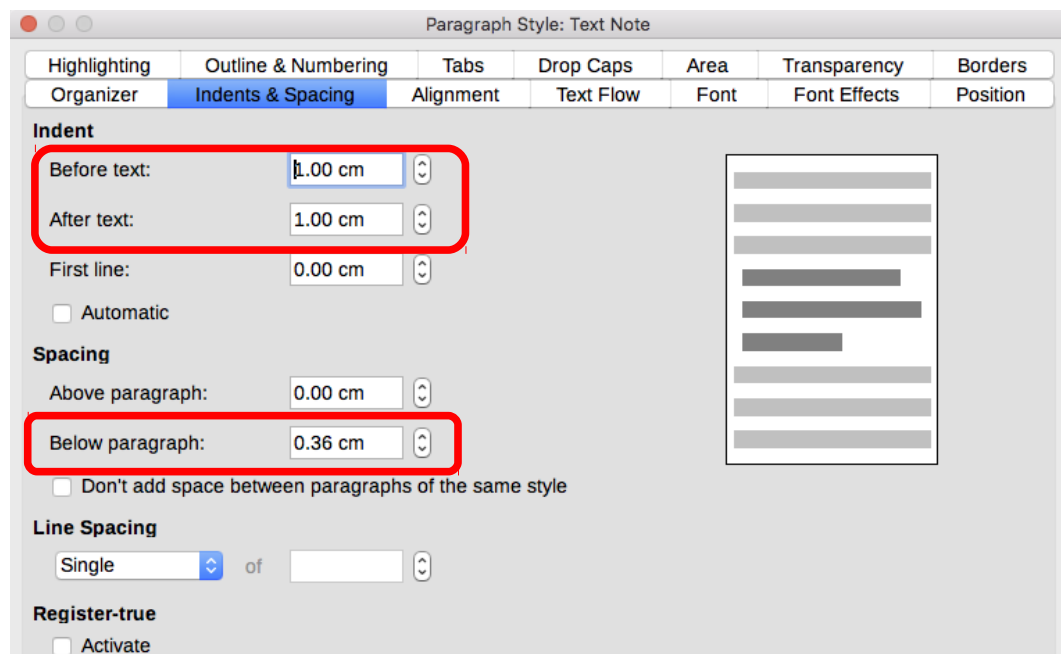 Paragraph Style: Text Note
Highlighting Outline & Numbering Tabs Drop Caps Area Transparency Borders
Organizer Indents & Spacing Alignment Text Flow Font Font Effects Position
Indent
Before text: 1.00 cm
After text: 1.00 cm
First line: 0.00 cm
Automatic
Spacing
Above paragraph: 0.00 cm
Below paragraph: 0.36 cm
Don't add space between paragraphs of the same style
Line Spacing
Single of
Register-true
Activate